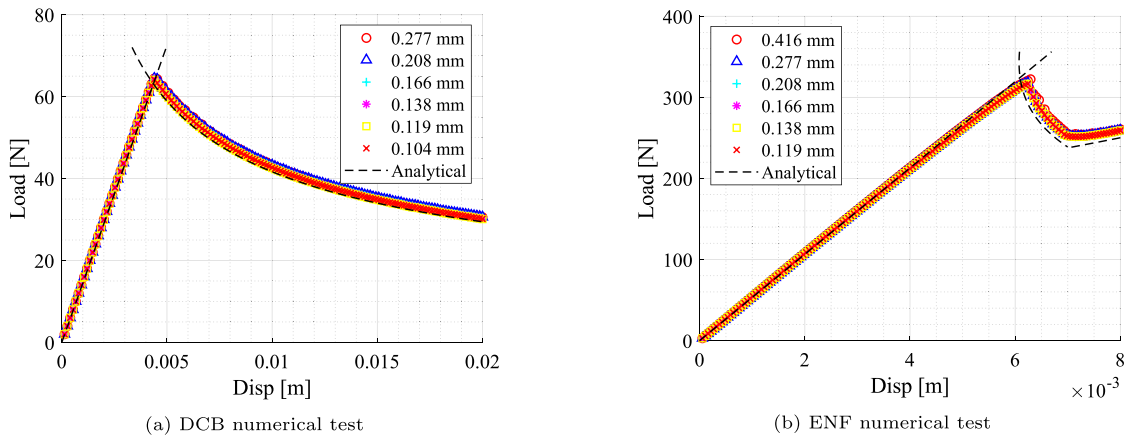 80
60
40
20
0
Load [N]
0
0.005
0.01
0.015
0.02
Disp [m]
0.277 mm
0.208 mm
0.166 mm
0.138 mm
0.119 mm
0.104 mm
Analytical
(a) DCB numerical test
400
300
200
100
0
Load [N]
0
2
4
6
8
×10⁻³
Disp [m]
0.416 mm
0.277 mm
0.208 mm
0.166 mm
0.138 mm
0.119 mm
Analytical
(b) ENF numerical test